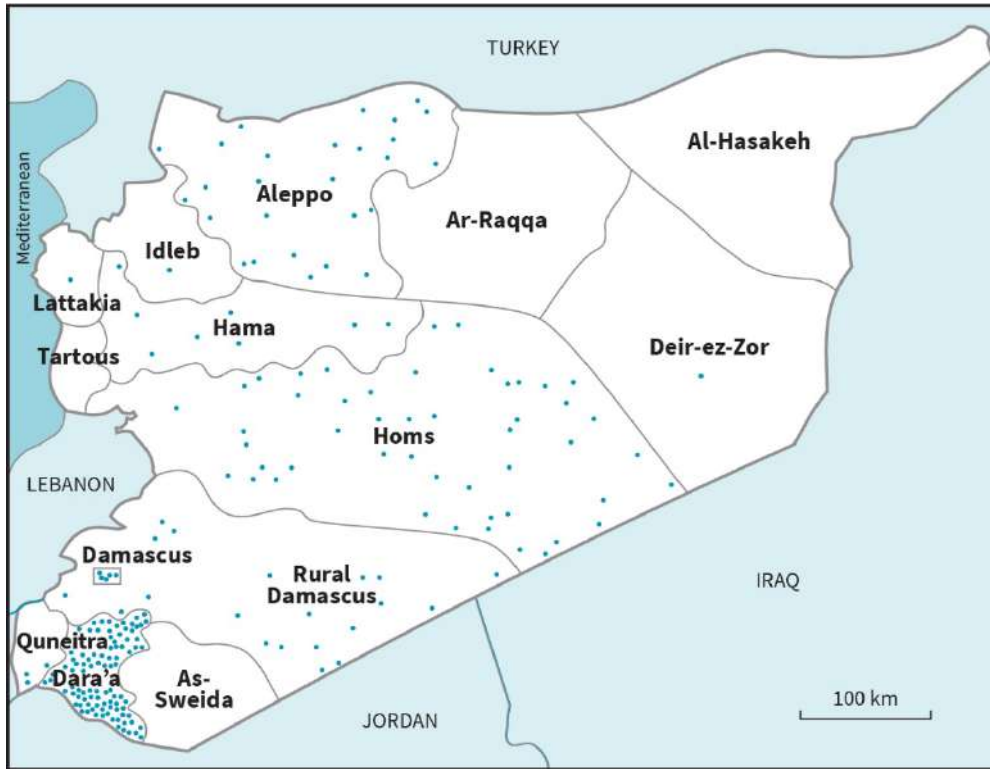 TURKEY
Mediterranean
Al-Hasakeh
Aleppo
Ar-Raqqa
Idleb
Lattakia
Hama
Tartous
Deir-ez-Zor
Homs
LEBANON
Damascus
Rural
Damascus
IRAQ
Quneitra
Dara'a
As-
Sweida
100 km
JORDAN